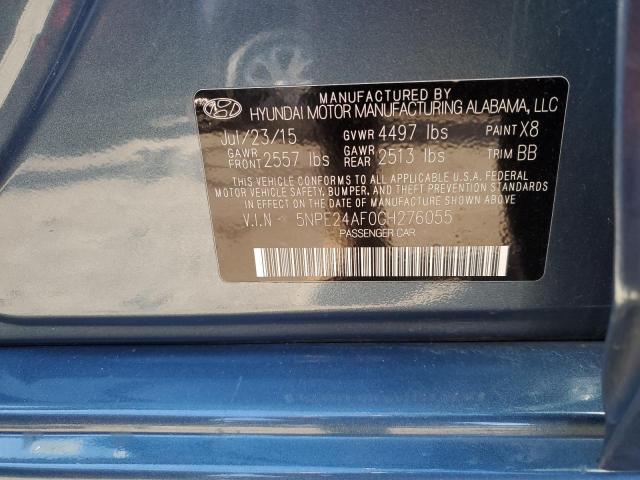 MANUFACTURED BY
HYUNDAI MOTOR MANUFACTURING ALABAMA, LLC
Jul/23/15 GVWR 4497 lbs PAINT X8
GAWR FRONT 2557 lbs GAWR REAR 2513 lbs TRIM BB
THIS VEHICLE CONFORMS TO ALL APPLICABLE U.S.A. FEDERAL
MOTOR VEHICLE SAFETY, BUMPER, AND THEFT PREVENTION STANDARDS
IN EFFECT ON THE DATE OF MANUFACTURE SHOWN ABOVE
V.I.N 5NPE24AF0GH276055
PASSENGER CAR